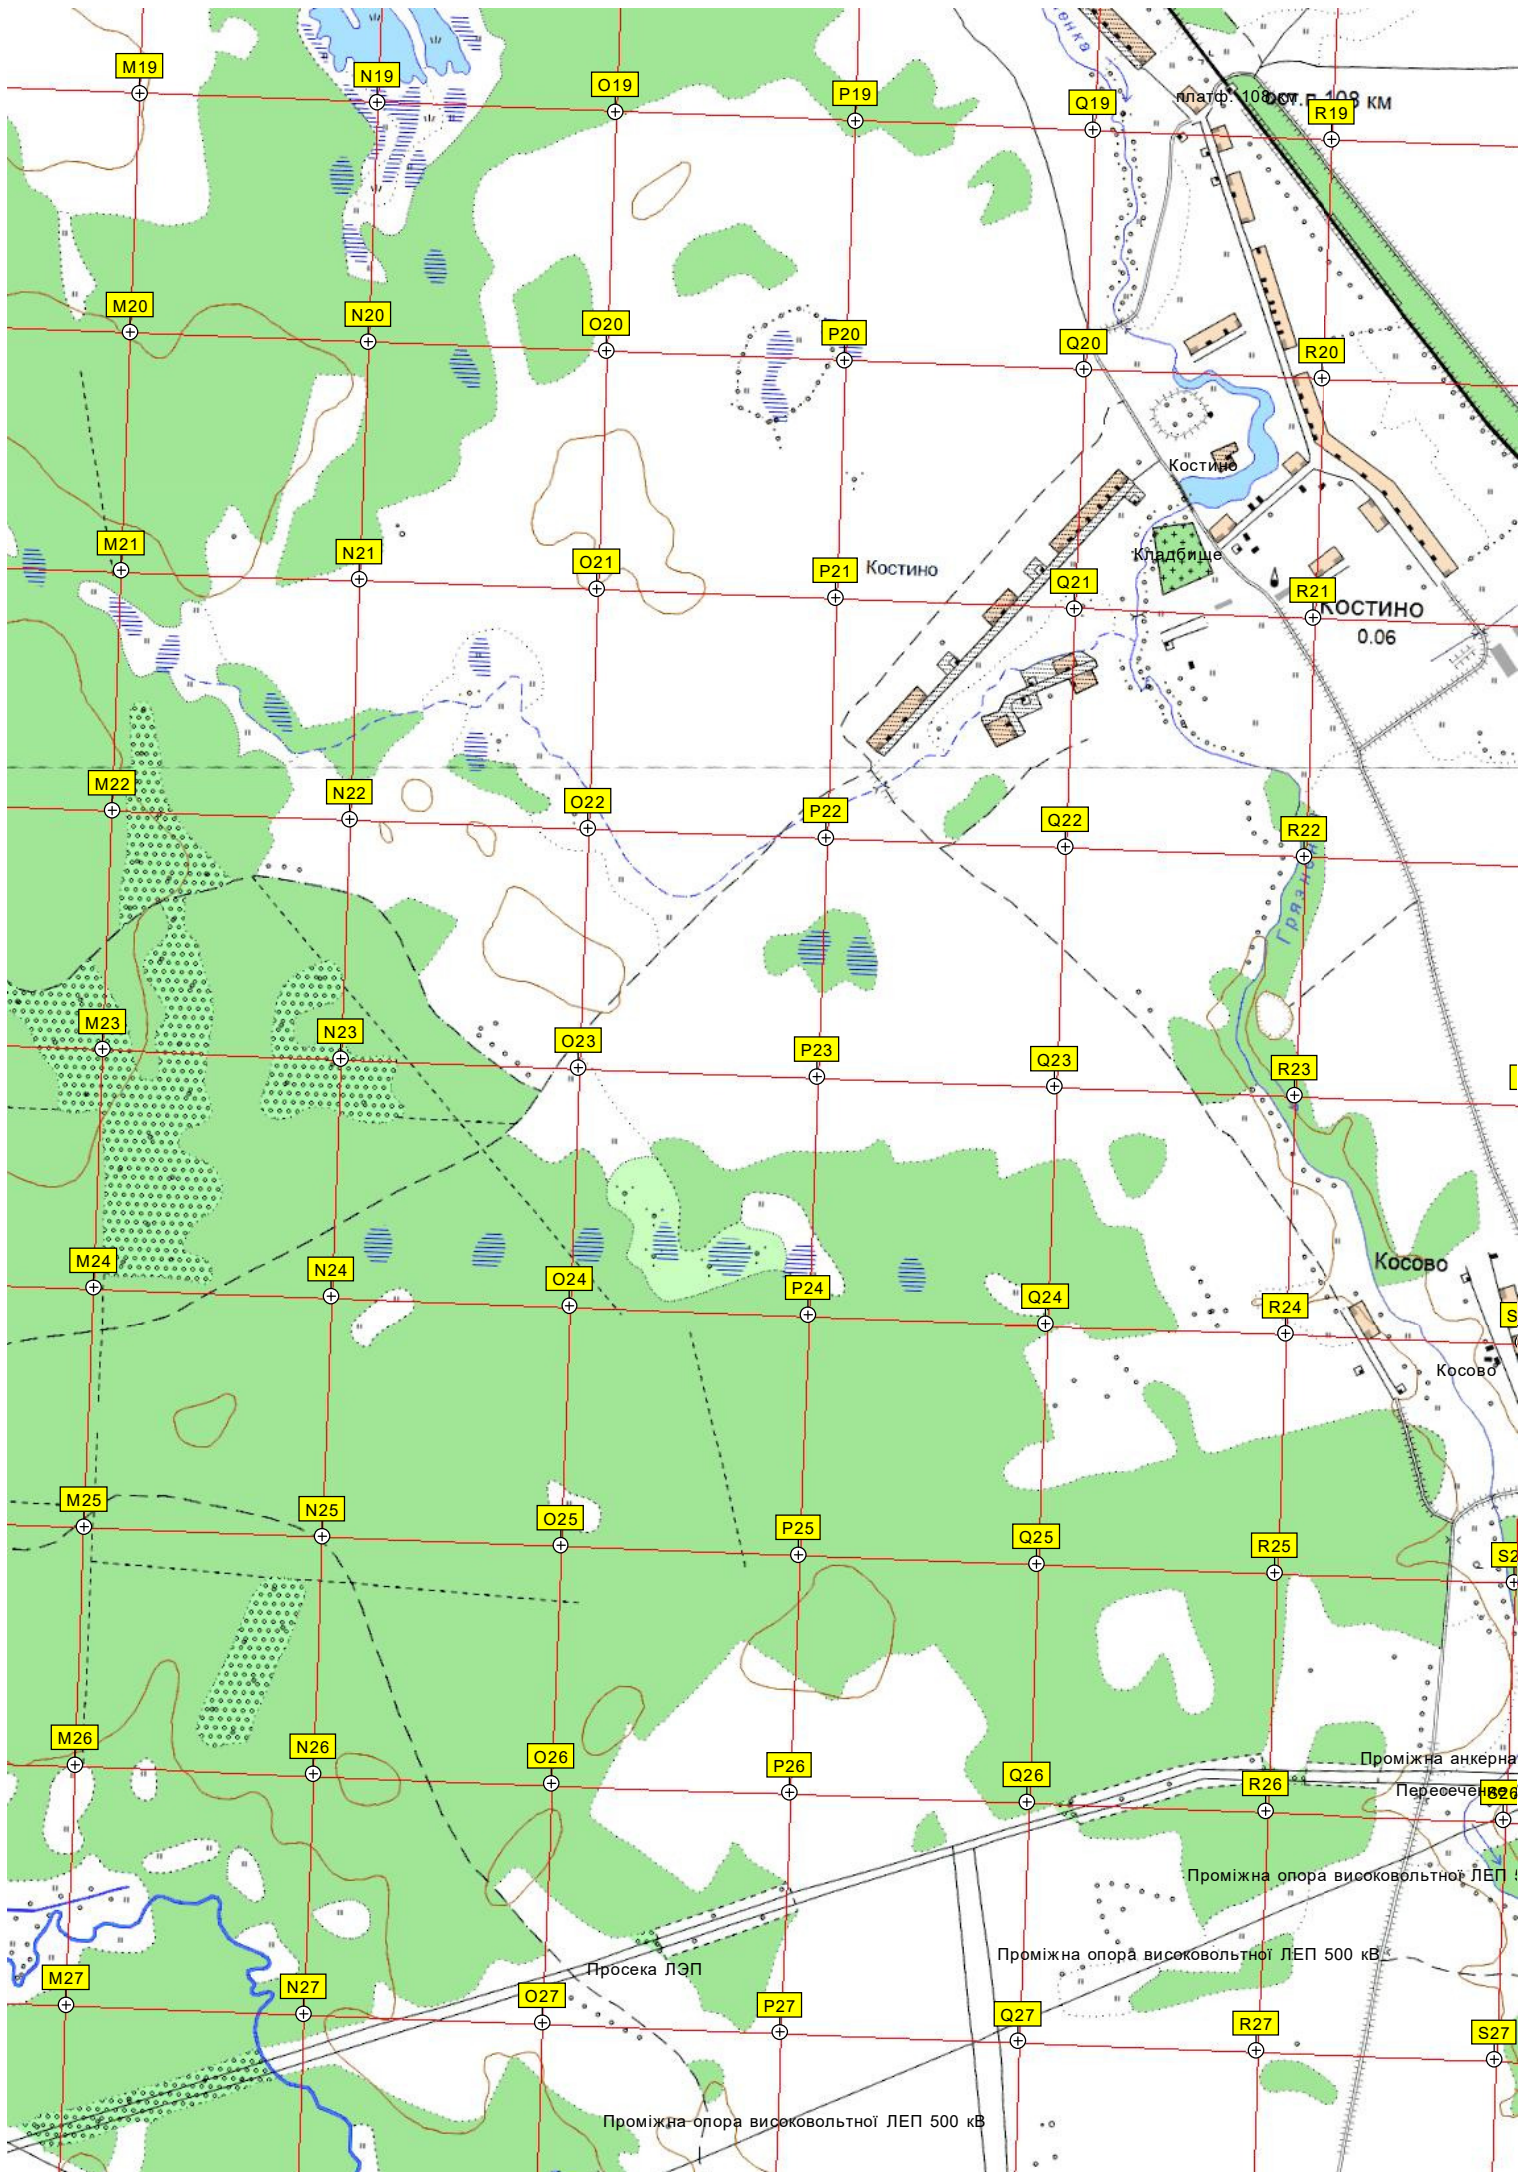 M19
N19
O19
P19
Q19
платф. 108 км
км
R19
M20
N20
O20
P20
Q20
R20
Костино
M21
N21
O21
P21
Костино
Кладбище
Q21
R21
КОСТИНО
0.06
M22
N22
O22
P22
Q22
R22
M23
N23
O23
P23
Q23
R23
M24
N24
O24
P24
Q24
Косово
R24
Косово
M25
N25
O25
P25
Q25
R25
M26
N26
O26
P26
Q26
R26
Проміжна анкерна
S26
Проміжна опора високовольтної ЛЕП
Проміжна опора високовольтної ЛЕП 500 кВ
Просека ЛЭП
M27
N27
O27
P27
Q27
R27
S27
Проміжна опора високовольтної ЛЕП 500 кВ